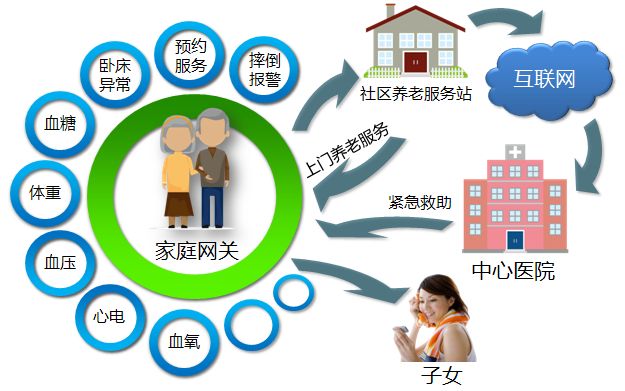 预约
服务
摔倒
报警
卧床
异常
血糖
体重
血压
心电
血氧
家庭网关
社区养老服务站
互联网
上门养老服务
紧急救助
中心医院
子女